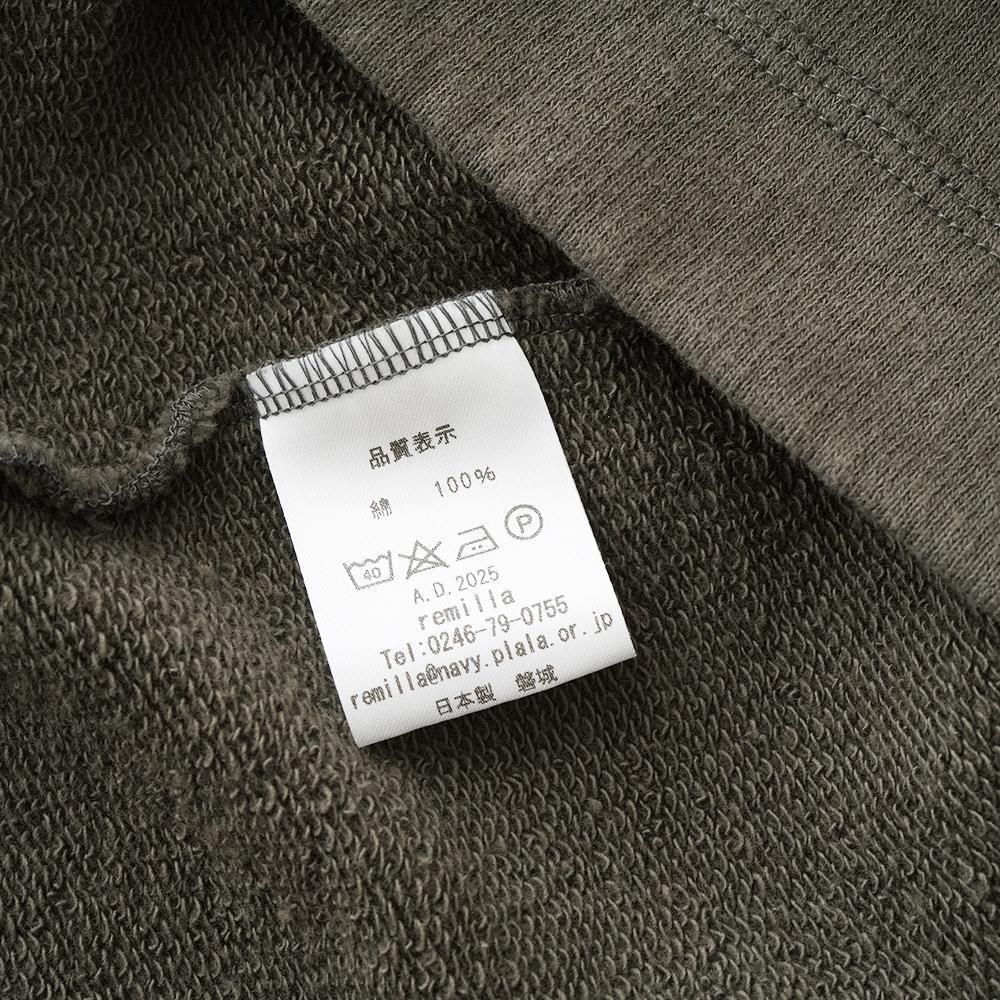 品質表示
綿 100%
40 P
A.D.2025
remilla
Tel:0246-79-0755
remilla@navy.plala.or.jp
日本製 磐城